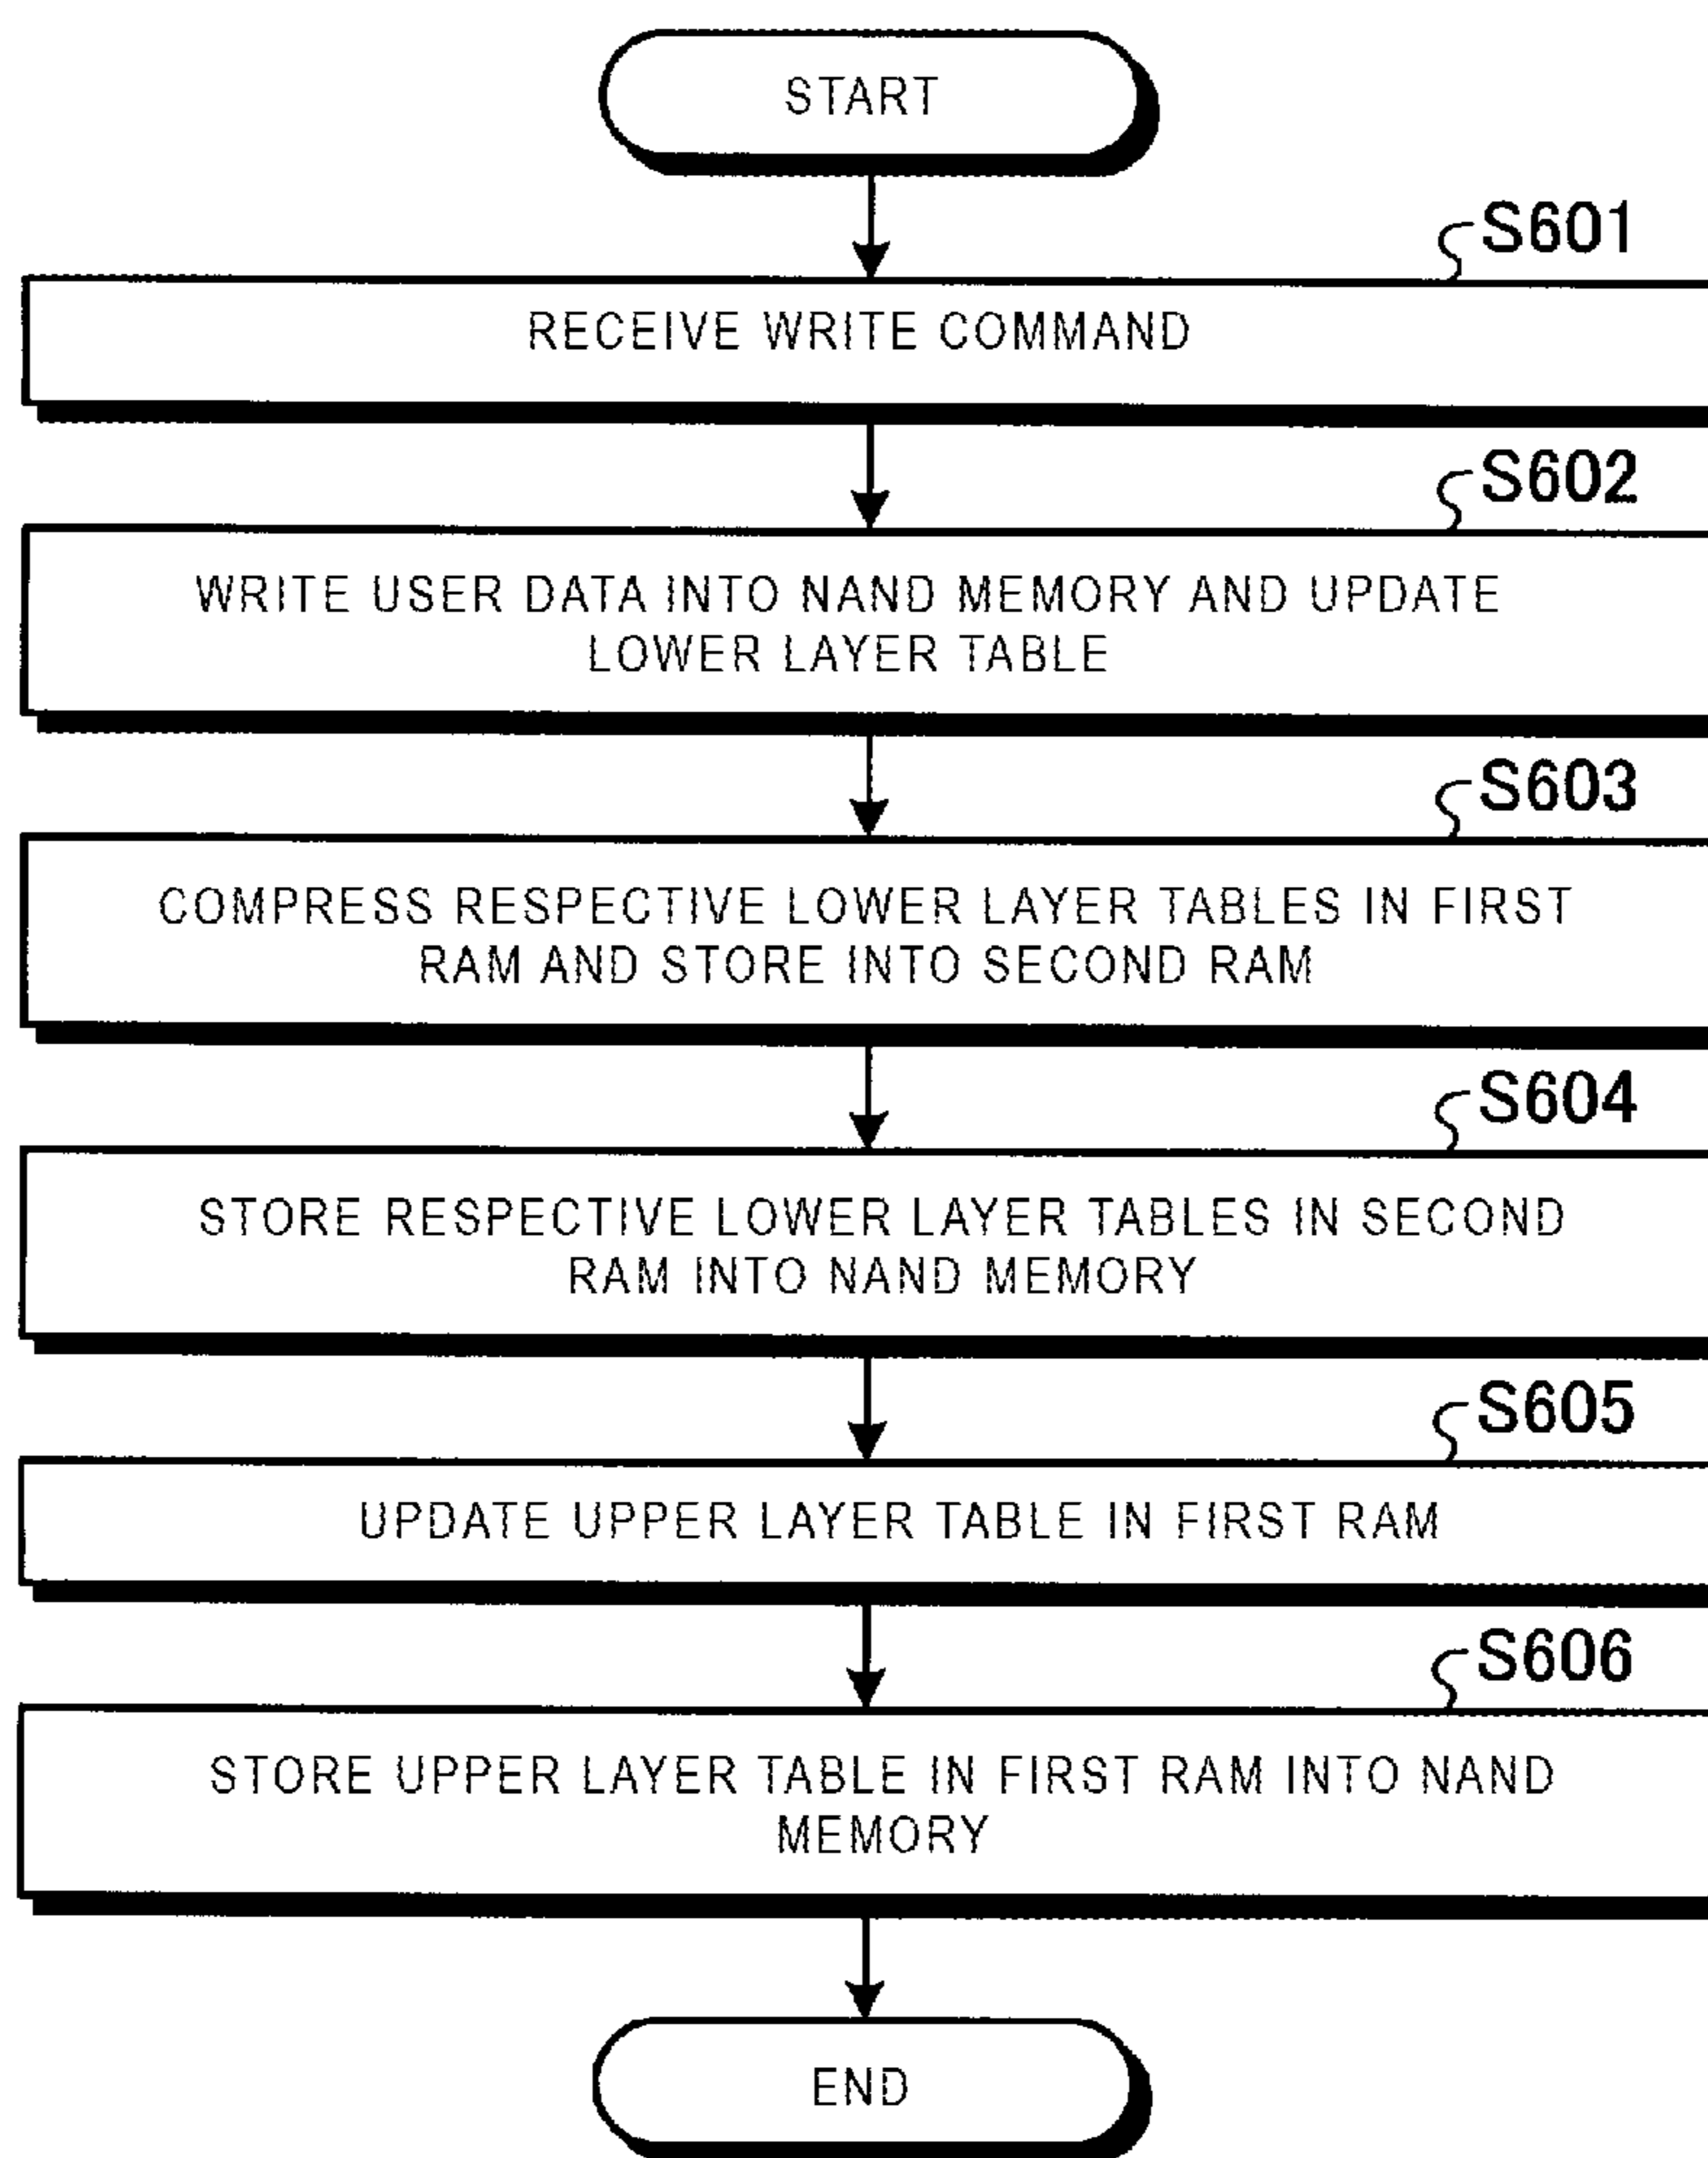 START
S601
RECEIVE WRITE COMMAND
S602
WRITE USER DATA INTO NAND MEMORY AND UPDATE
LOWER LAYER TABLE
S603
COMPRESS RESPECTIVE LOWER LAYER TABLES IN FIRST
RAM AND STORE INTO SECOND RAM
S604
STORE RESPECTIVE LOWER LAYER TABLES IN SECOND
RAM INTO NAND MEMORY
S605
UPDATE UPPER LAYER TABLE IN FIRST RAM
S606
STORE UPPER LAYER TABLE IN FIRST RAM INTO NAND
MEMORY
END